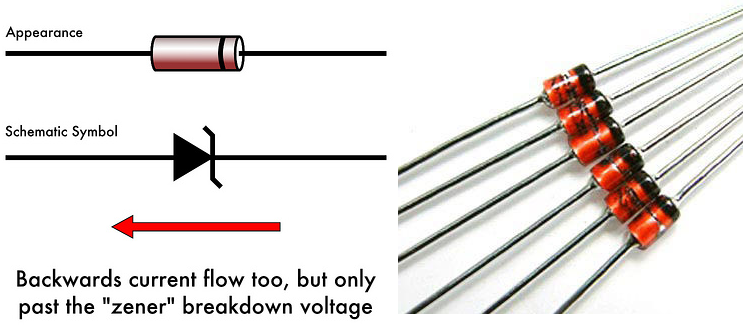 Appearance
Schematic Symbol
Backwards current flow too, but only
past the "zener" breakdown voltage